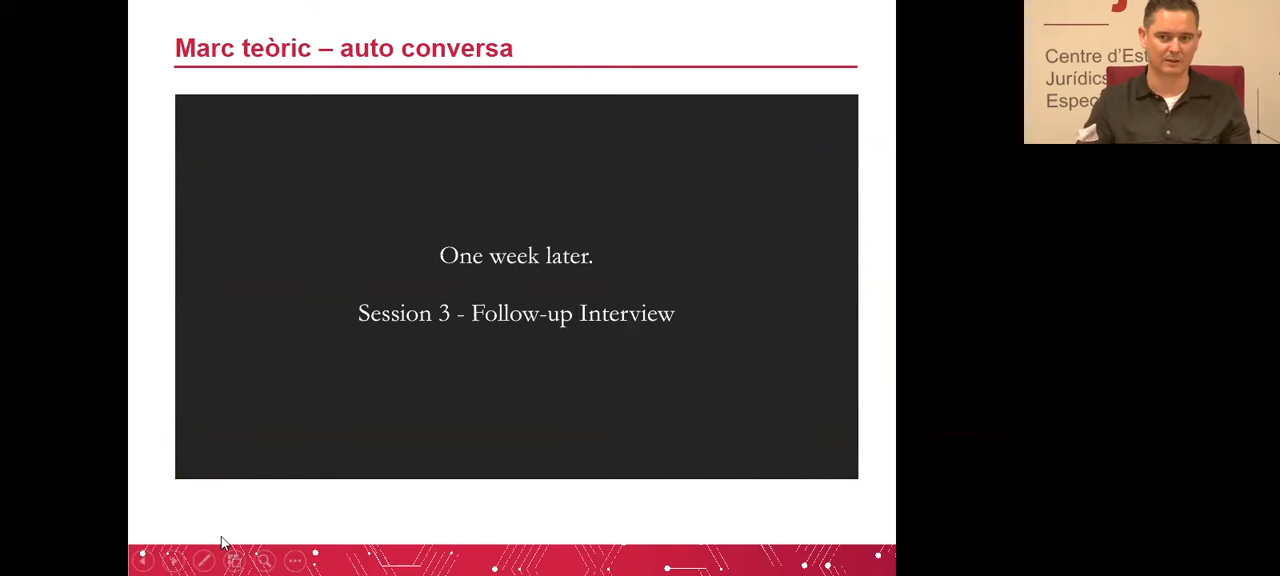 Marc teòric – auto conversa
One week later.
Session 3 - Follow-up Interview
Centre d'Est
Jurídics
Espec